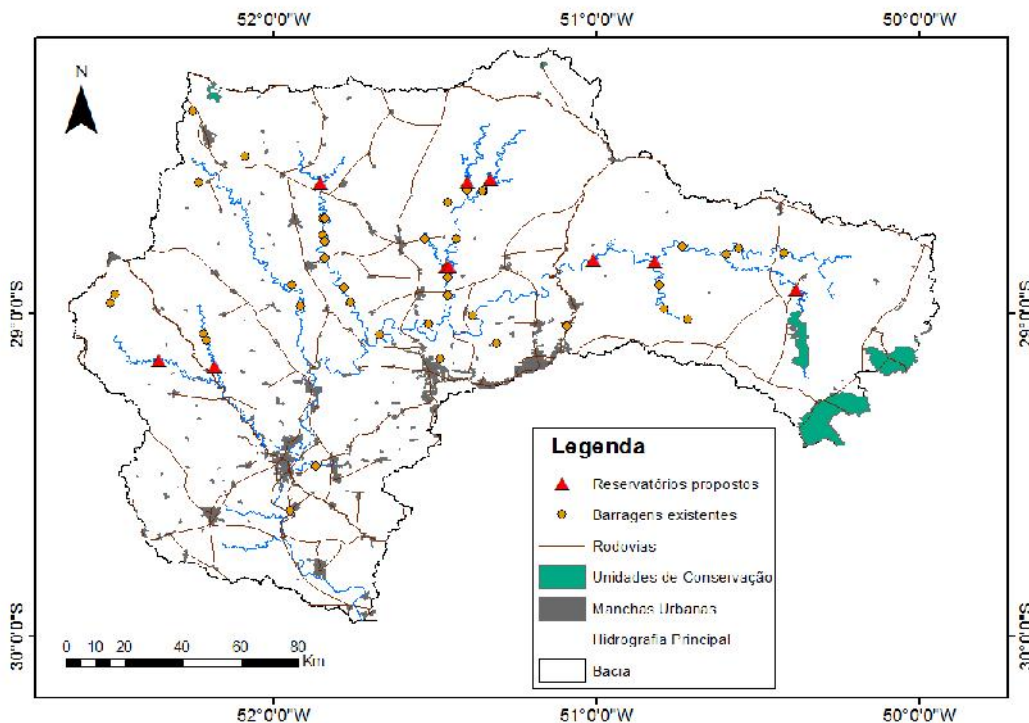 52°0'0"W 51°0'0"W 50°0'0"W
N
29°0'0"S 29°0'0"S
Legenda
Reservatórios propostos
Barragens existentes
Rodovias
Unidades de Conservação
Manchas Urbanas
Hidrografia Principal
Bacia
30°0'0"S 30°0'0"S
0 10 20 40 60 80
Km
52°0'0"W 51°0'0"W 50°0'0"W